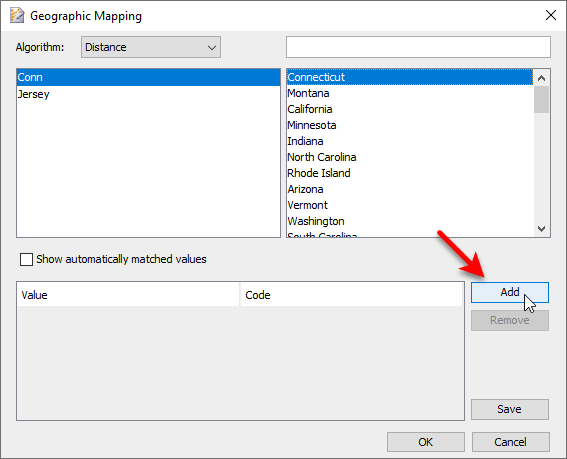 Geographic Mapping
Algorithm: Distance
Conn
Jersey
Connecticut
Montana
California
Minnesota
Indiana
North Carolina
Rhode Island
Arizona
Vermont
Washington
South Carolina
Show automatically matched values
Value Code
Add
Remove
Save
OK Cancel